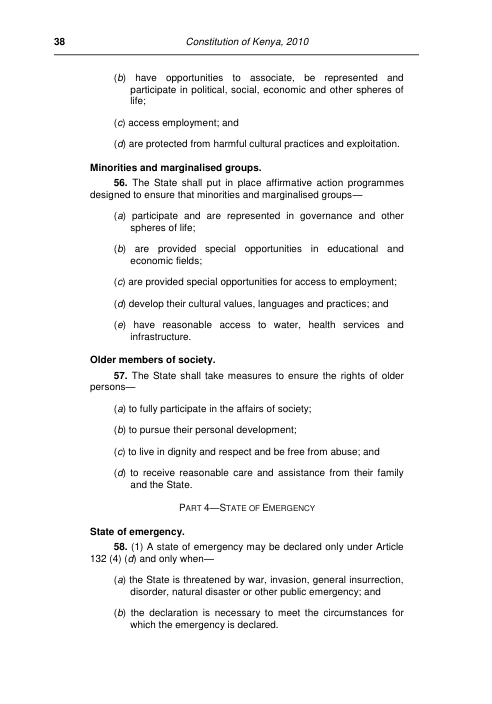 38 Constitution of Kenya, 2010
(b) have opportunities to associate, be represented and
participate in political, social, economic and other spheres of
life;
(c) access employment; and
(d) are protected from harmful cultural practices and exploitation.
Minorities and marginalised groups.
56. The State shall put in place affirmative action programmes
designed to ensure that minorities and marginalised groups—
(a) participate and are represented in governance and other
spheres of life;
(b) are provided special opportunities in educational and
economic fields;
(c) are provided special opportunities for access to employment;
(d) develop their cultural values, languages and practices; and
(e) have reasonable access to water, health services and
infrastructure.
Older members of society.
57. The State shall take measures to ensure the rights of older
persons—
(a) to fully participate in the affairs of society;
(b) to pursue their personal development;
(c) to live in dignity and respect and be free from abuse; and
(d) to receive reasonable care and assistance from their family
and the State.
PART 4—STATE OF EMERGENCY
State of emergency.
58. (1) A state of emergency may be declared only under Article
132 (4) (d) and only when—
(a) the State is threatened by war, invasion, general insurrection,
disorder, natural disaster or other public emergency; and
(b) the declaration is necessary to meet the circumstances for
which the emergency is declared.